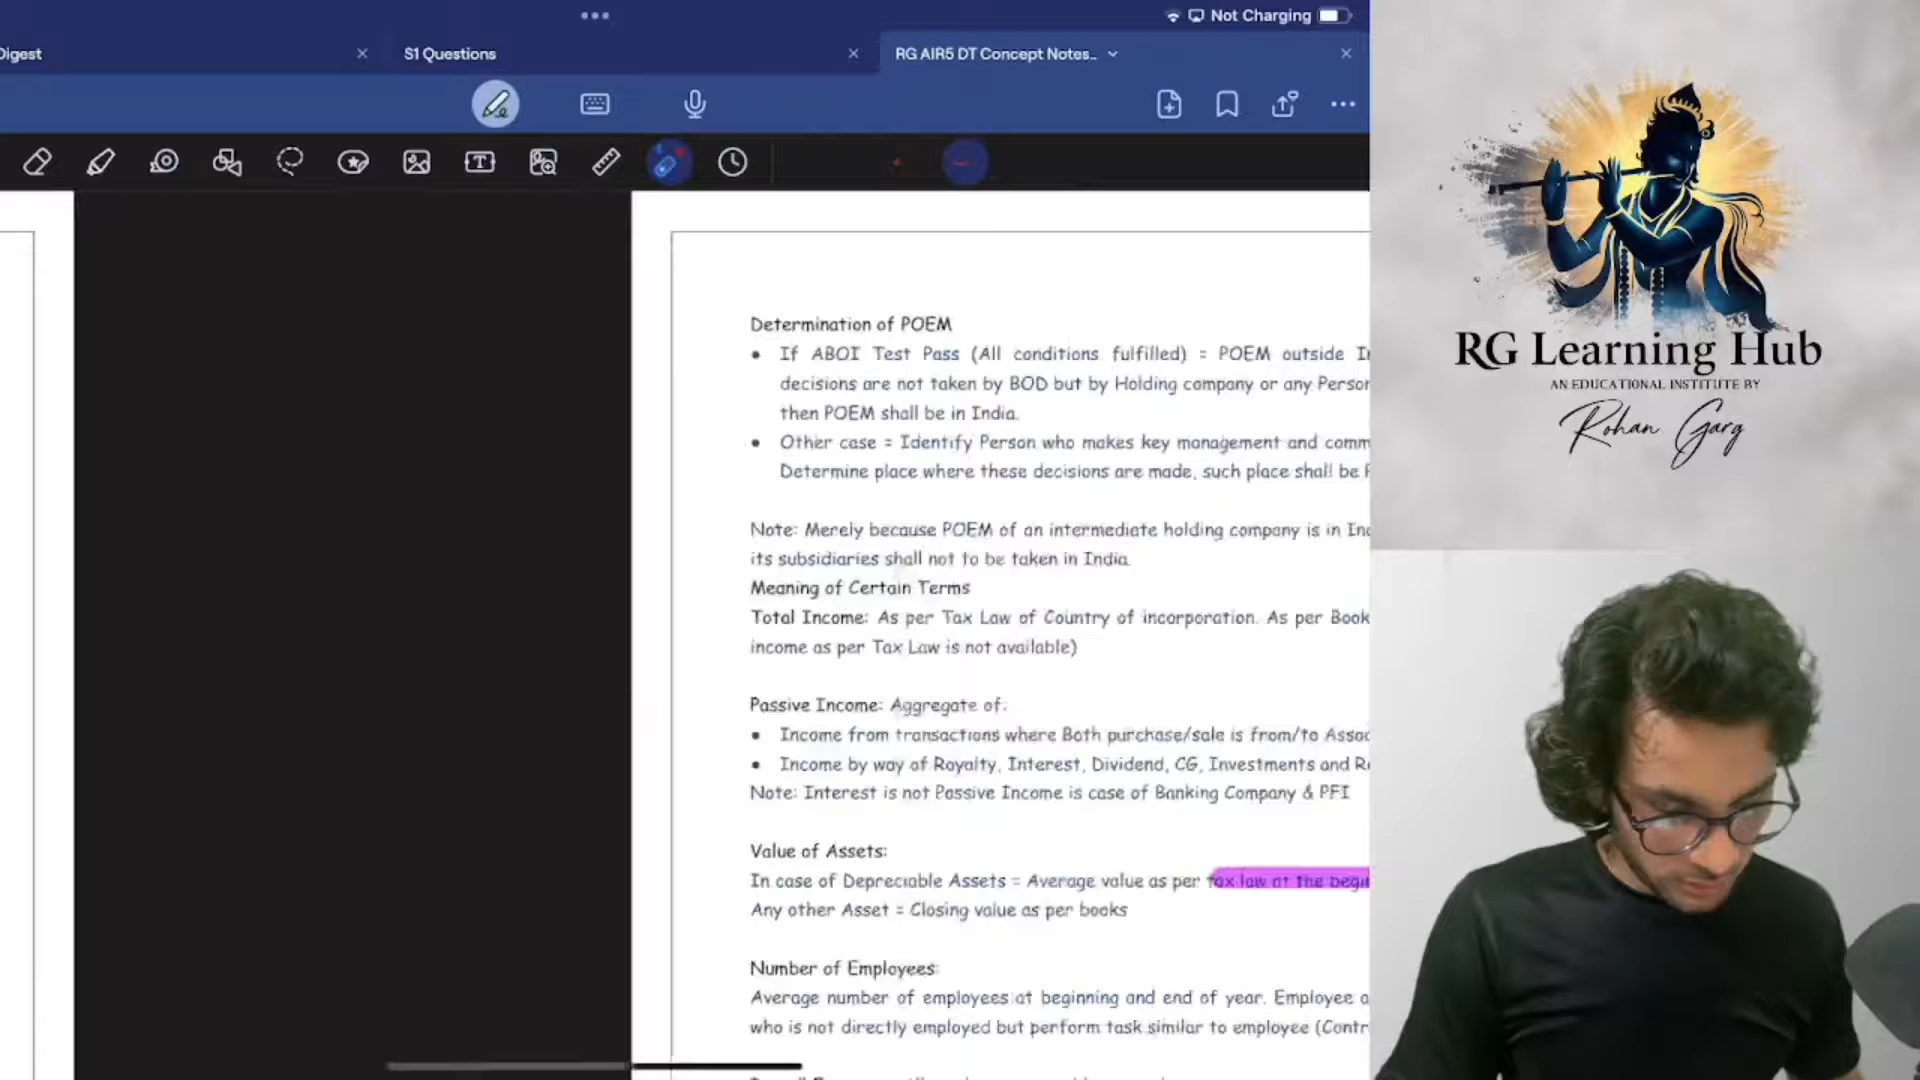 Not Charging
Digest
S1 Questions
RG AIR5 DT Concept Notes...
Determination of POEM
• If ABOI Test Pass (All conditions fulfilled) = POEM outside
decisions are not taken by BOD but by Holding company or any
then POEM shall be in India.
• Other case = Identify Person who makes key management and
Determine place where these decisions are made, such place shall be
Note: Merely because POEM of an intermediate holding company is in
its subsidiaries shall not to be taken in India.
Meaning of Certain Terms
Total Income: As per Tax Law of Country of incorporation. As per
income as per Tax Law is not available)
Passive Income: Aggregate of:
• Income from transactions where Both purchase/sale is from/to
• Income by way of Royalty, Interest, Dividend, CG, Investments and
Note: Interest is not Passive Income is case of Banking Company & PFI
Value of Assets:
In case of Depreciable Assets = Average value as per tax law at the
Any other Asset = Closing value as per books
Number of Employees:
Average number of employees at beginning and end of year. Employee
who is not directly employed but perform task similar to employee
RG Learning Hub
AN EDUCATIONAL INSTITUTE BY
Rohan Garg